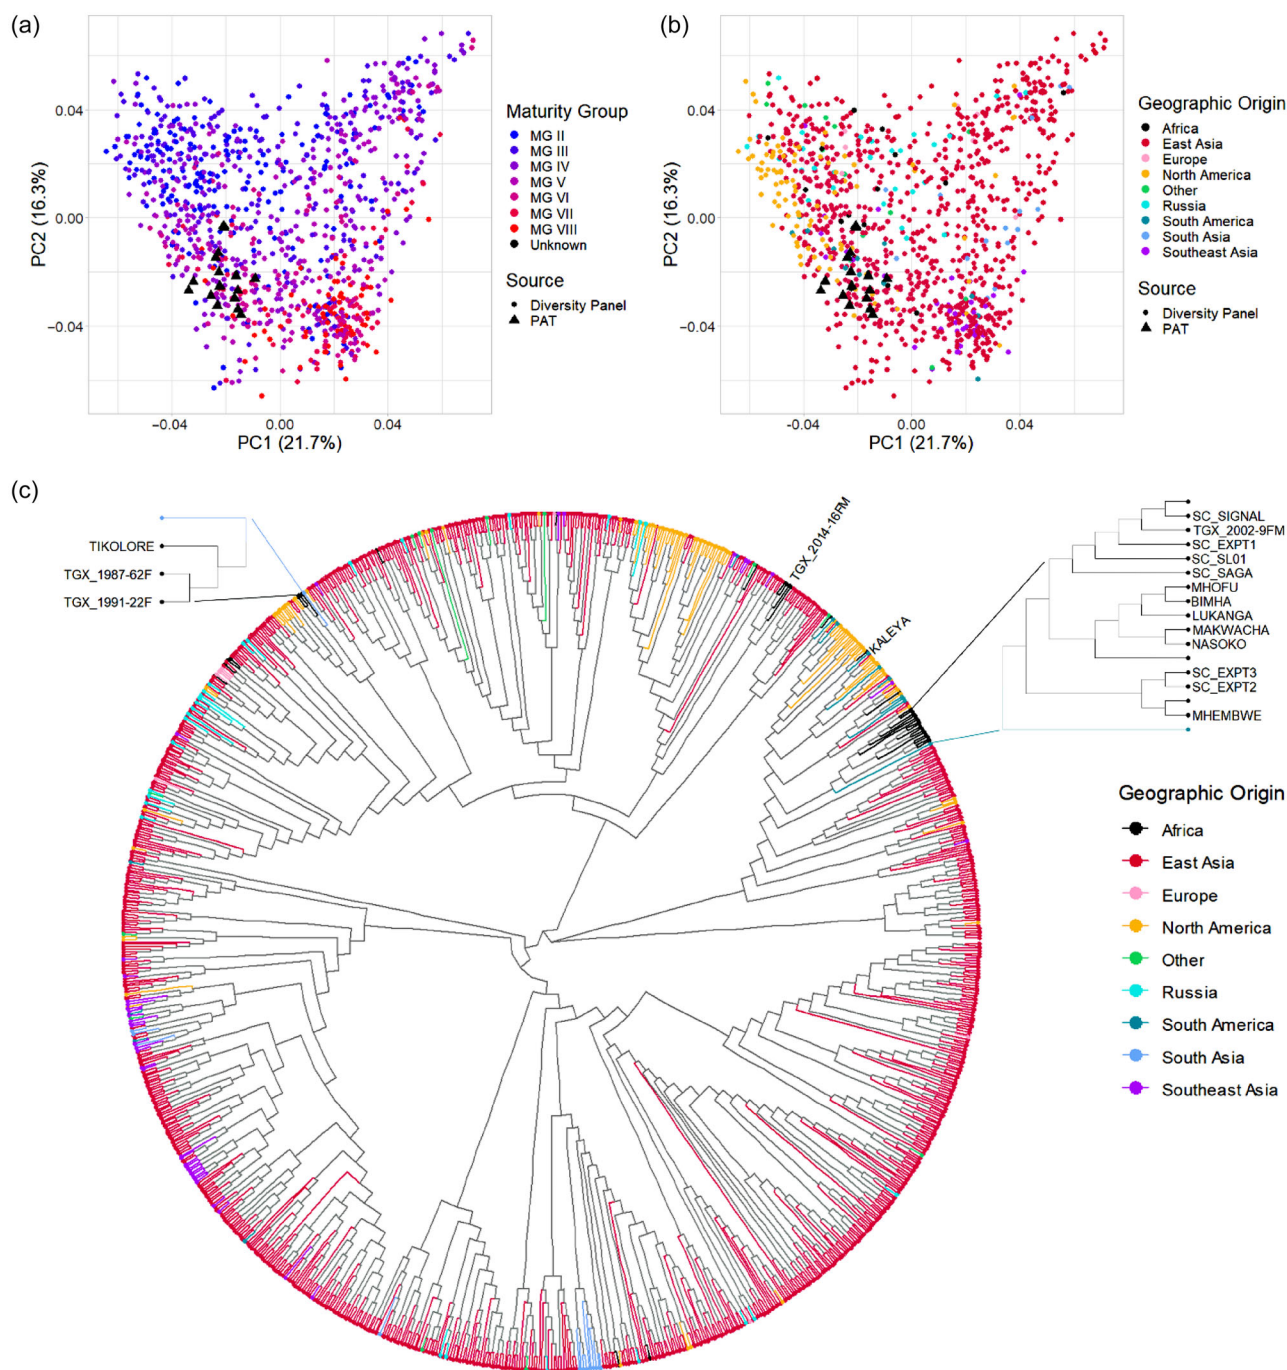 (a)
0.04
0.00
−0.04
PC2 (16.3%)
−0.04
0.00
0.04
PC1 (21.7%)
Maturity Group
MG II
MG III
MG IV
MG V
MG VI
MG VII
MG VIII
Unknown
Source
Diversity Panel
PAT
(b)
0.04
0.00
−0.04
PC2 (16.3%)
−0.04
0.00
0.04
PC1 (21.7%)
Geographic Origin
Africa
East Asia
Europe
North America
Other
Russia
South America
South Asia
Southeast Asia
Source
Diversity Panel
PAT
(c)
TIKOLORE
TGX_1987-62F
TGX_1991-22F
TGX_2014-16FM
KALEYA
SC_SIGNAL
TGX_2002-9FM
SC_EXPT1
SC_SL01
SC_SAGA
MHOFU
BIMHA
LUKANGA
MAKWACHA
NASOKO
SC_EXPT3
SC_EXPT2
MHEMBWE
Geographic Origin
Africa
East Asia
Europe
North America
Other
Russia
South America
South Asia
Southeast Asia